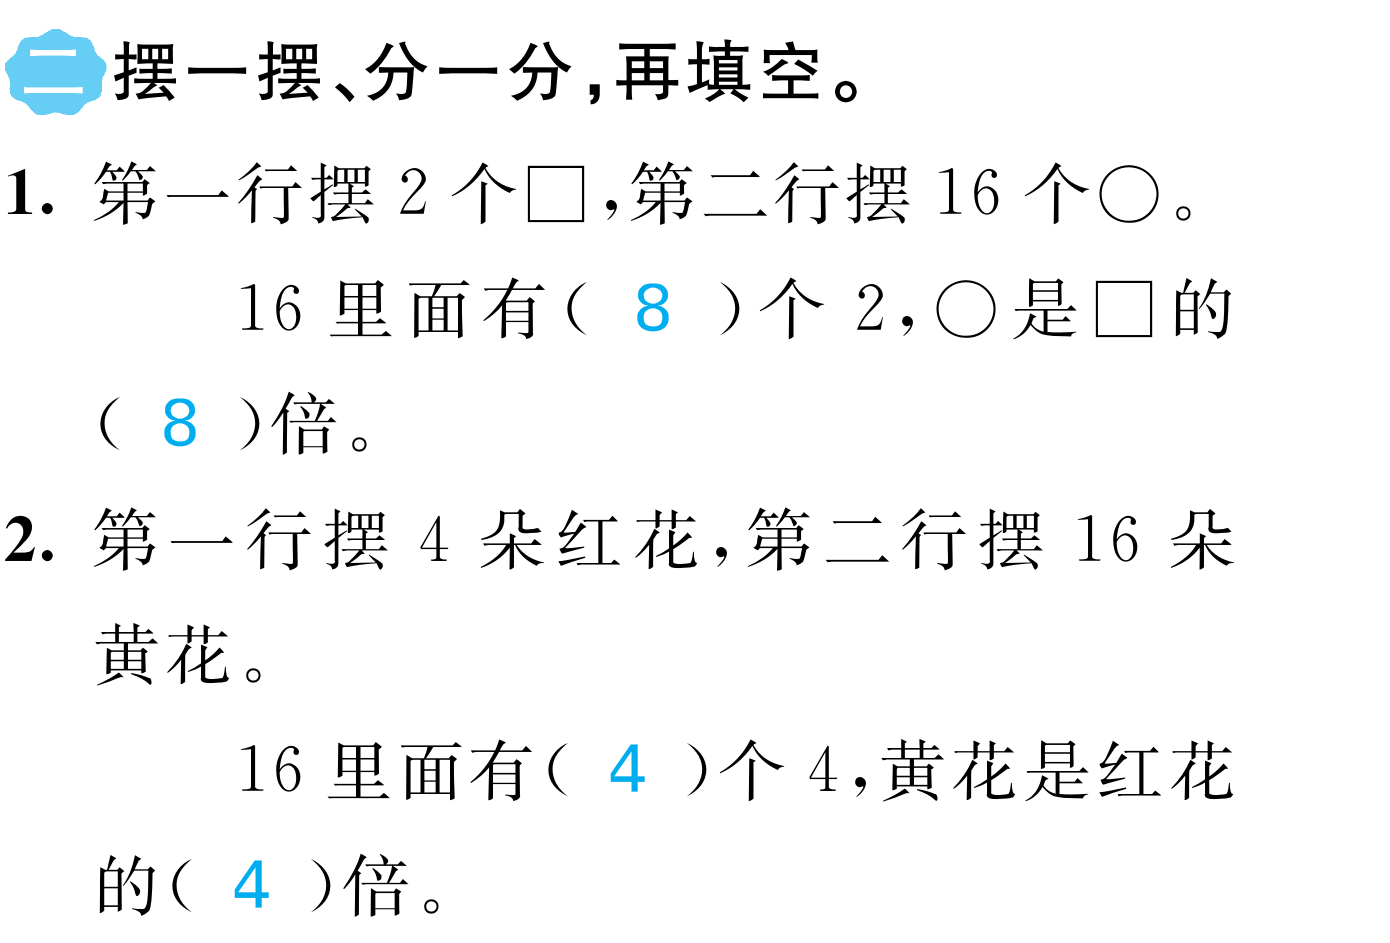 二 摆一摆、分一分,再填空。
1. 第一行摆 2 个□,第二行摆 16 个○。
16 里面有( 8 )个 2,○是□的
( 8 )倍。
2. 第一行摆 4 朵红花,第二行摆 16 朵
黄花。
16 里面有( 4 )个 4,黄花是红花
的( 4 )倍。